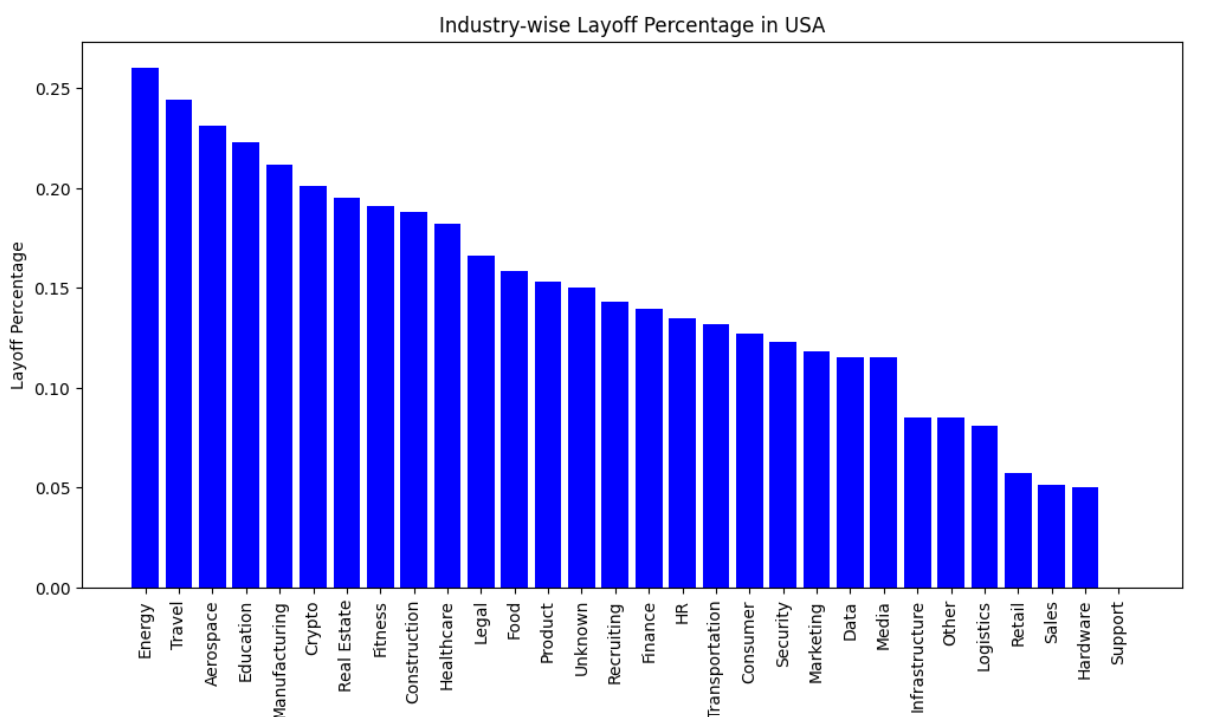 Industry-wise Layoff Percentage in USA
Layoff Percentage
0.25
0.20
0.15
0.10
0.05
0.00
Energy
Travel
Aerospace
Education
Manufacturing
Crypto
Real Estate
Fitness
Construction
Healthcare
Legal
Food
Product
Unknown
Recruiting
Finance
HR
Transportation
Consumer
Security
Marketing
Data
Media
Infrastructure
Other
Logistics
Retail
Sales
Hardware
Support